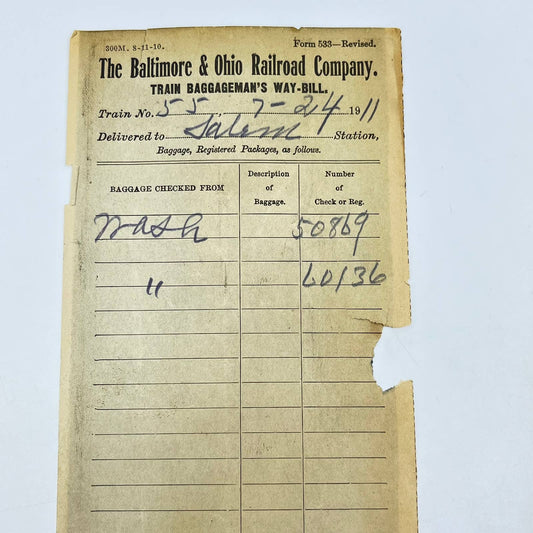 300M. 8-11-10. Form 533—Revised.
The Baltimore & Ohio Railroad Company.
TRAIN BAGGAGEMAN'S WAY-BILL.
Train No. 55, 7-24 1911
Delivered to Salem Station,
Baggage, Registered Packages, as follows.
BAGGAGE CHECKED FROM
Description of Baggage.
Number of Check or Reg.
Wash 50869
" 60136